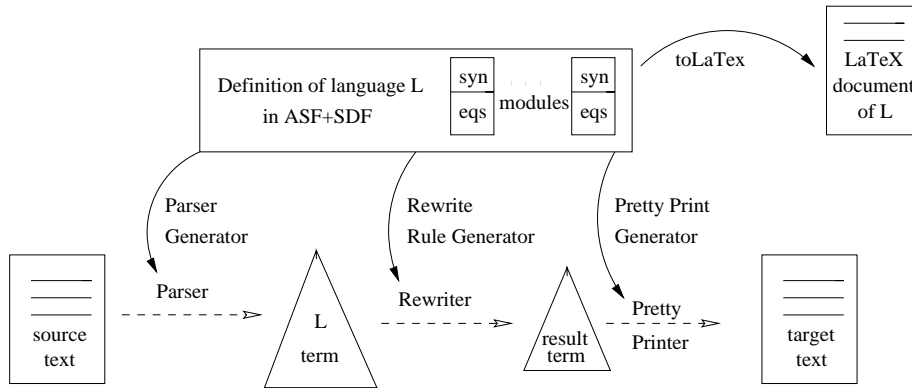 Definition of language L
in ASF+SDF
syn
eqs
modules
syn
eqs
toLaTex
LaTeX
document
of L
Parser
Generator
Rewrite
Rule Generator
Pretty Print
Generator
source
text
Parser
L
term
Rewriter
result
term
Pretty
Printer
target
text